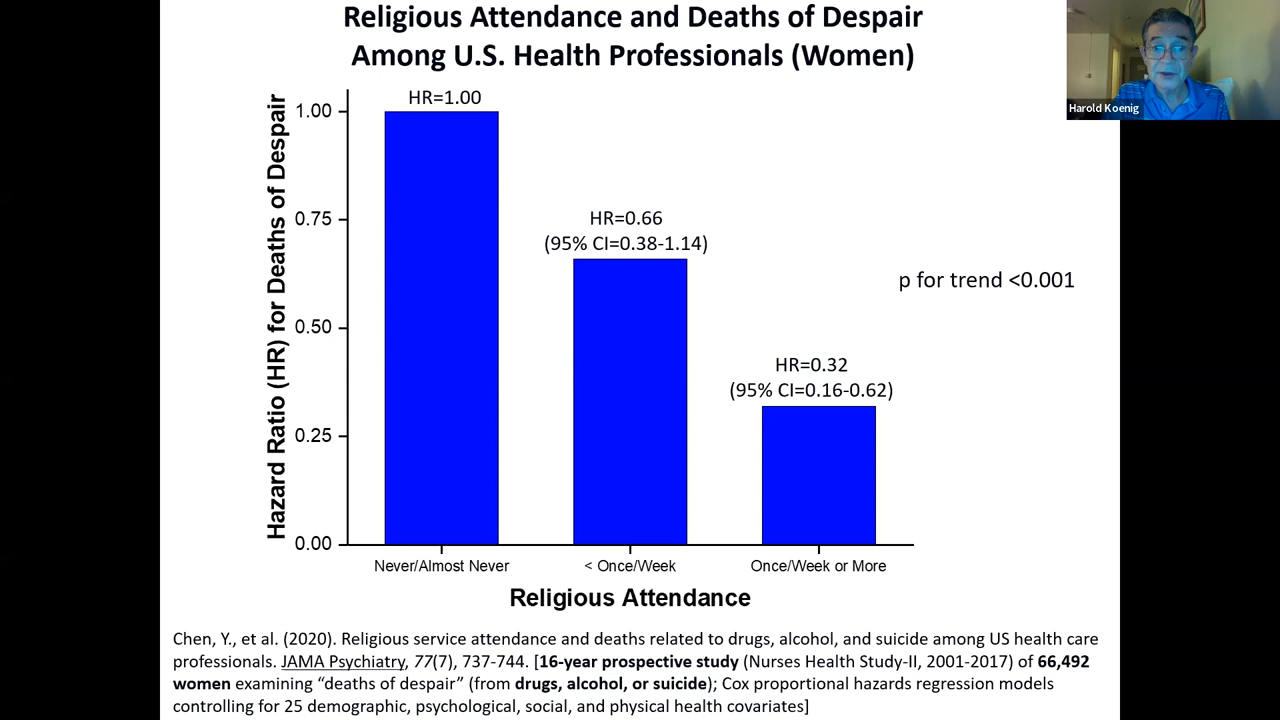 Religious Attendance and Deaths of Despair
Among U.S. Health Professionals (Women)
Harold Koenig
Hazard Ratio (HR) for Deaths of Despair
1.00
0.75
0.50
0.25
0.00
HR=1.00
HR=0.66
(95% CI=0.38-1.14)
HR=0.32
(95% CI=0.16-0.62)
p for trend <0.001
Never/Almost Never
< Once/Week
Once/Week or More
Religious Attendance
Chen, Y., et al. (2020). Religious service attendance and deaths related to drugs, alcohol, and suicide among US health care
professionals. JAMA Psychiatry, 77(7), 737-744. [16-year prospective study (Nurses Health Study-II, 2001-2017) of 66,492
women examining “deaths of despair” (from drugs, alcohol, or suicide); Cox proportional hazards regression models
controlling for 25 demographic, psychological, social, and physical health covariates]